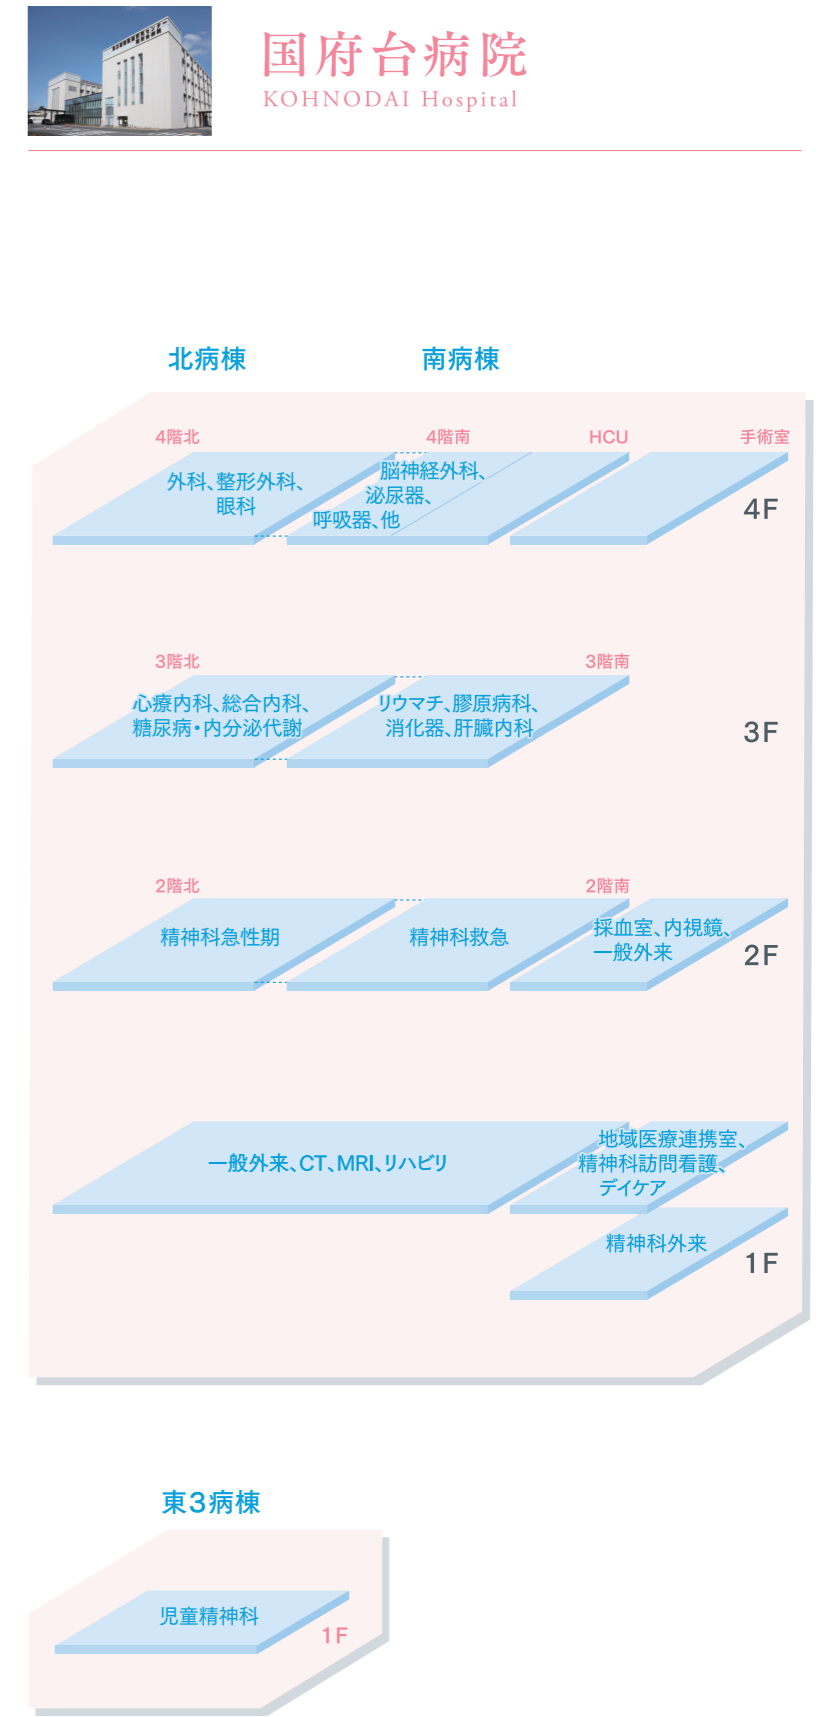 国府台病院
KOHNODAI Hospital
北病棟
南病棟
4階北
4階南
HCU
手術室
外科、整形外科、
眼科
脳神経外科、
泌尿器、
呼吸器、他
4F
3階北
3階南
心療内科、総合内科、
糖尿病・内分泌代謝
リウマチ、膠原病科、
消化器、肝臓内科
3F
2階北
2階南
精神科急性期
精神科救急
採血室、内視鏡、
一般外来
2F
一般外来、CT、MRI、リハビリ
地域医療連携室、
精神科訪問看護、
デイケア
精神科外来
1F
東3病棟
児童精神科
1F